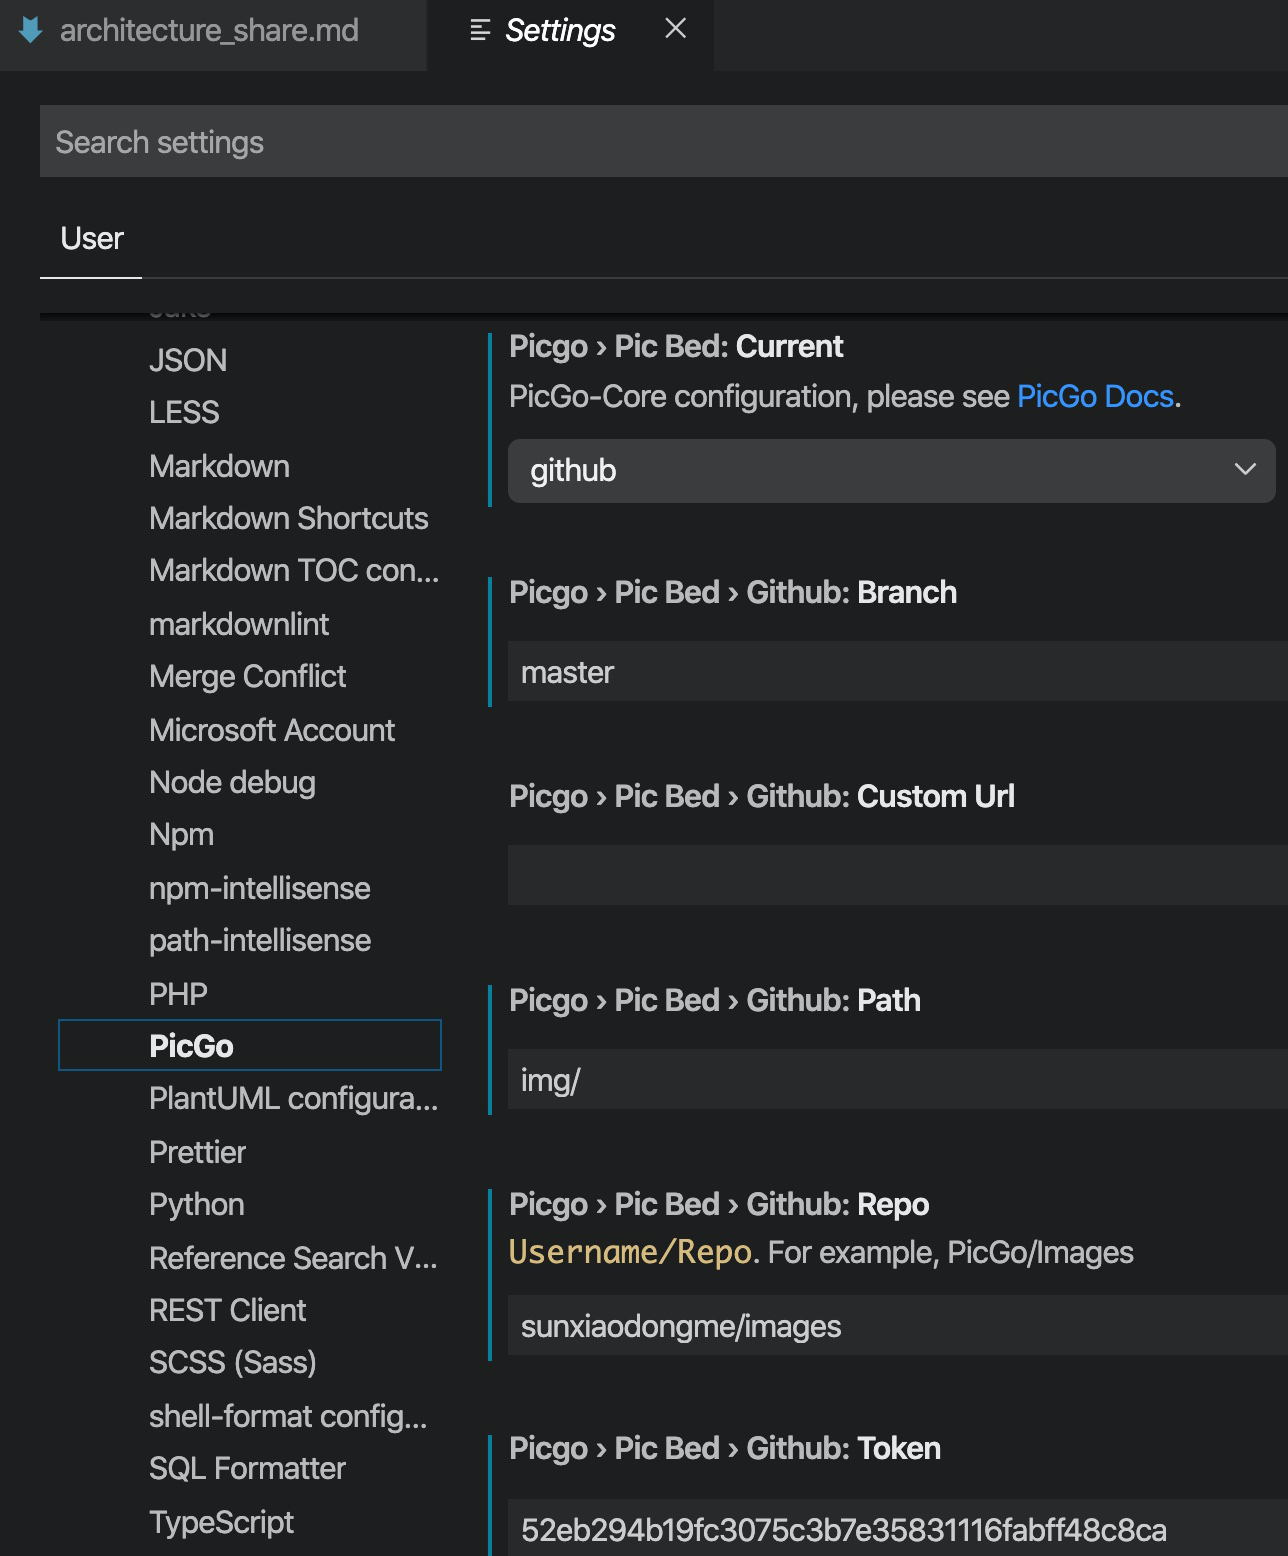 architecture_share.md
Settings
Search settings
User
JSON
LESS
Markdown
Markdown Shortcuts
Markdown TOC con...
markdownlint
Merge Conflict
Microsoft Account
Node debug
Npm
npm-intellisense
path-intellisense
PHP
PicGo
PlantUML configura...
Prettier
Python
Reference Search V...
REST Client
SCSS (Sass)
shell-format config...
SQL Formatter
TypeScript
Picgo › Pic Bed: Current
PicGo-Core configuration, please see PicGo Docs.
github
Picgo › Pic Bed › Github: Branch
master
Picgo › Pic Bed › Github: Custom Url
Picgo › Pic Bed › Github: Path
img/
Picgo › Pic Bed › Github: Repo
Username/Repo. For example, PicGo/Images
sunxiaodongme/images
Picgo › Pic Bed › Github: Token
52eb294b19fc3075c3b7e35831116fabff48c8ca